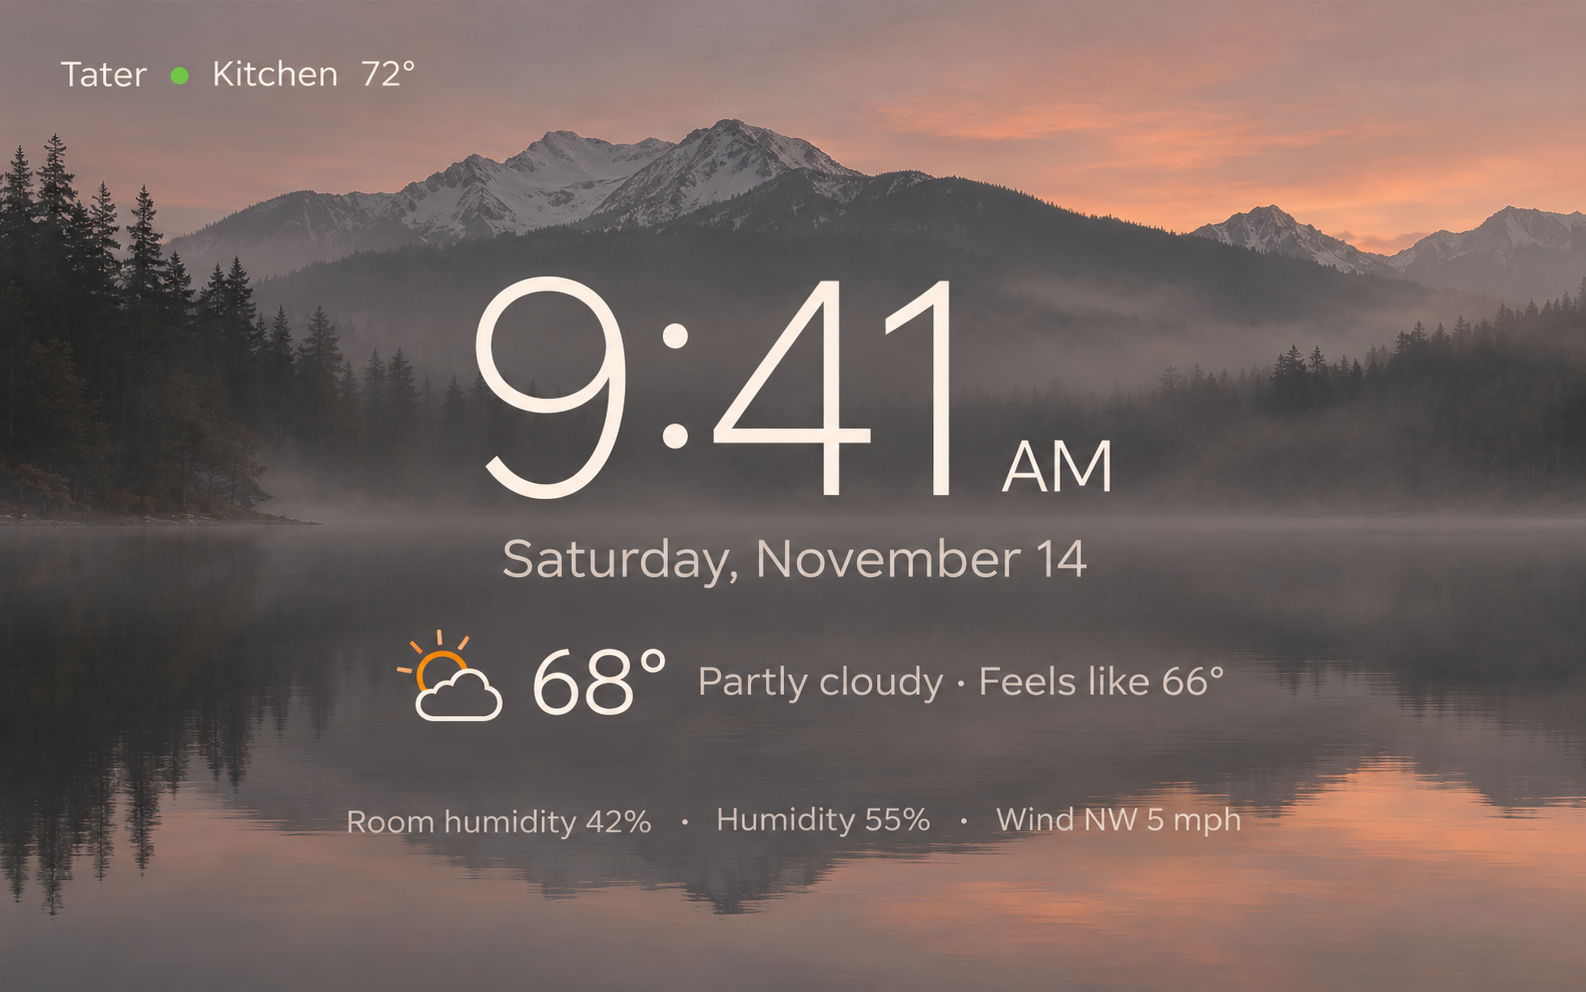 Tater ● Kitchen 72°
9:41 AM
Saturday, November 14
68° Partly cloudy · Feels like 66°
Room humidity 42% · Humidity 55% · Wind NW 5 mph